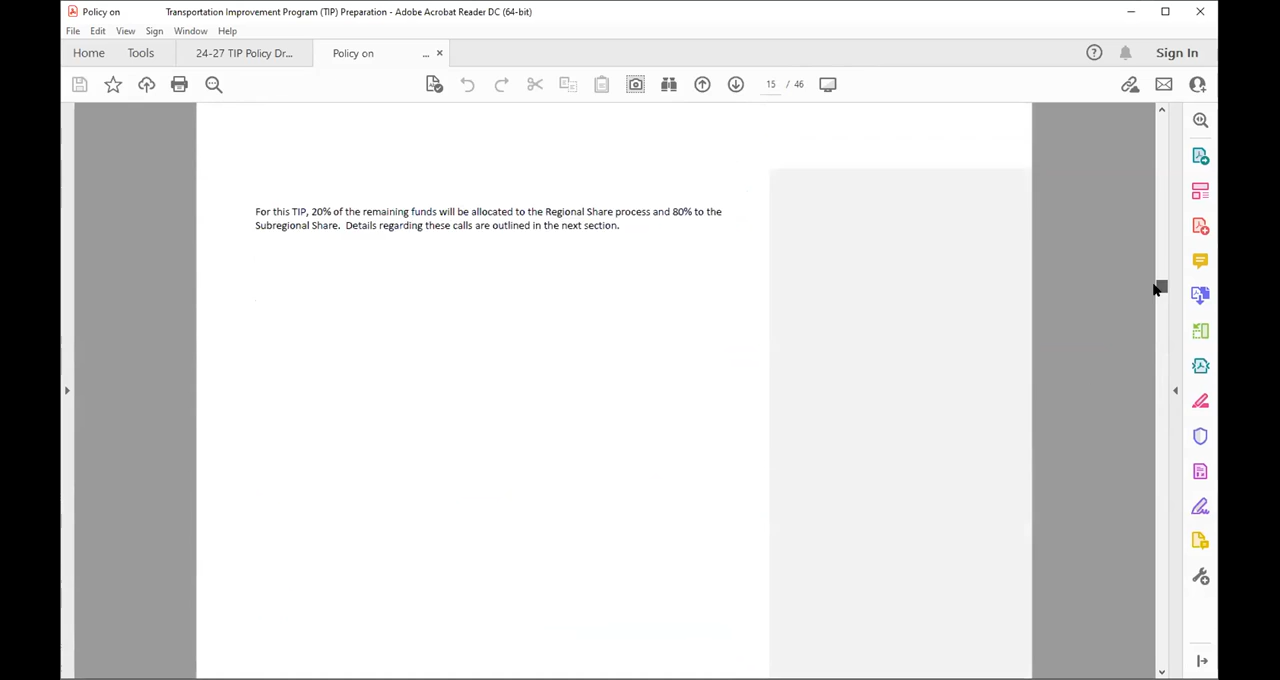 Policy on Transportation Improvement Program (TIP) Preparation - Adobe Acrobat Reader DC (64-bit)
File Edit View Sign Window Help
Home Tools 24-27 TIP Policy Dr... Policy on ... × Sign In
15 / 46
For this TIP, 20% of the remaining funds will be allocated to the Regional Share process and 80% to the
Subregional Share. Details regarding these calls are outlined in the next section.